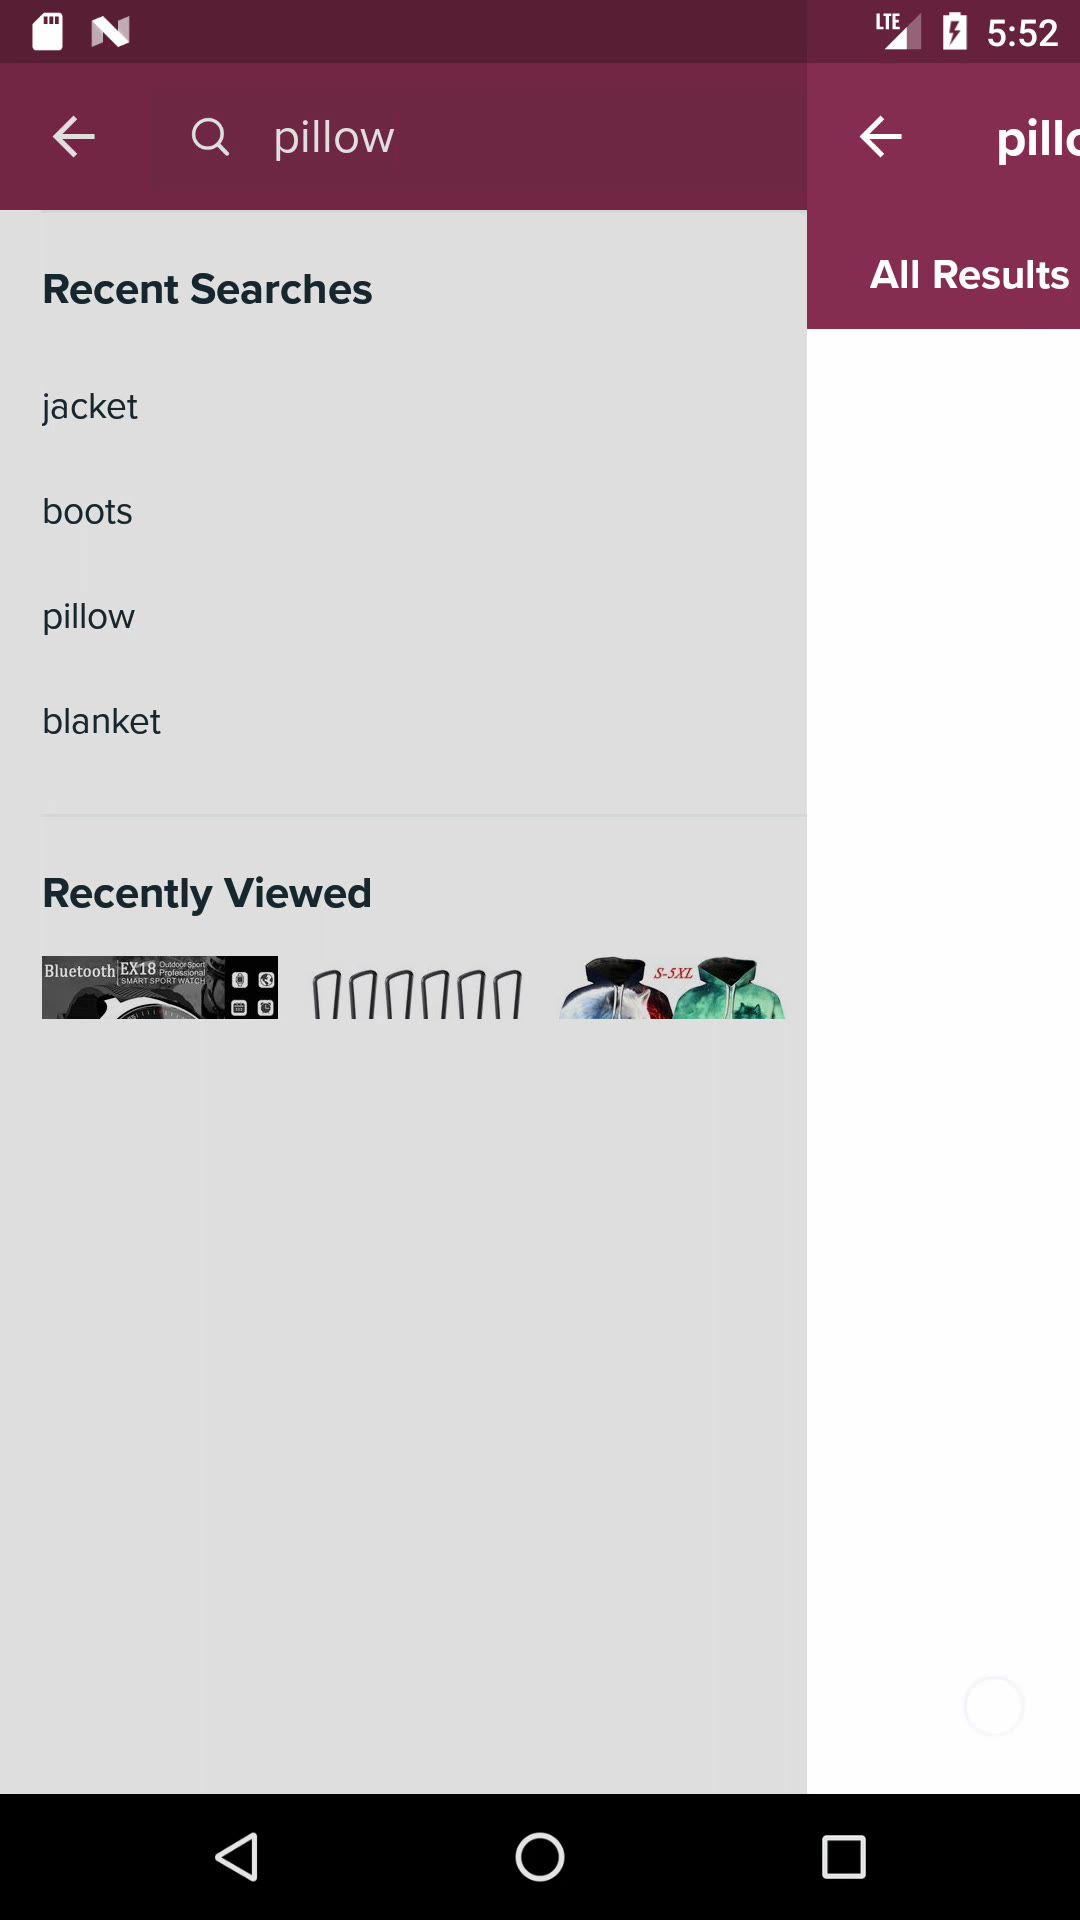 LTE 5:52
pillow
pillo
All Results
Recent Searches
jacket
boots
pillow
blanket
Recently Viewed
Bluetooth EX18 Outdoor Sport
Professional
SMART SPORT WATCH
S-5XL